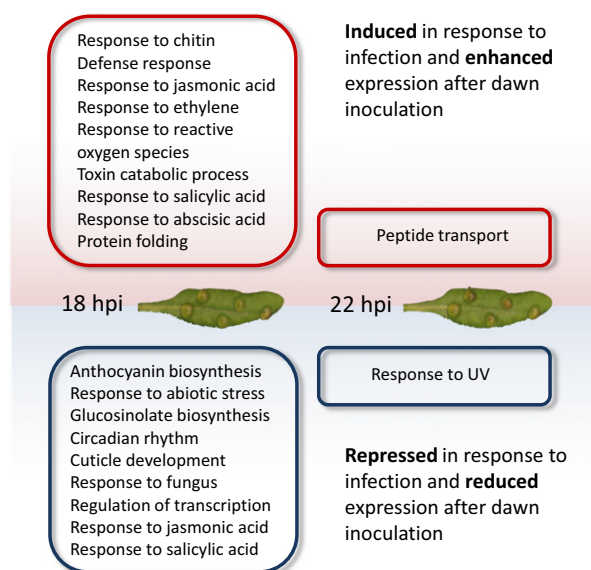 Response to chitin
Defense response
Response to jasmonic acid
Response to ethylene
Response to reactive
oxygen species
Toxin catabolic process
Response to salicylic acid
Response to abscisic acid
Protein folding
Induced in response to
infection and enhanced
expression after dawn
inoculation
Peptide transport
18 hpi
22 hpi
Anthocyanin biosynthesis
Response to abiotic stress
Glucosinolate biosynthesis
Circadian rhythm
Cuticle development
Response to fungus
Regulation of transcription
Response to jasmonic acid
Response to salicylic acid
Response to UV
Repressed in response to
infection and reduced
expression after dawn
inoculation